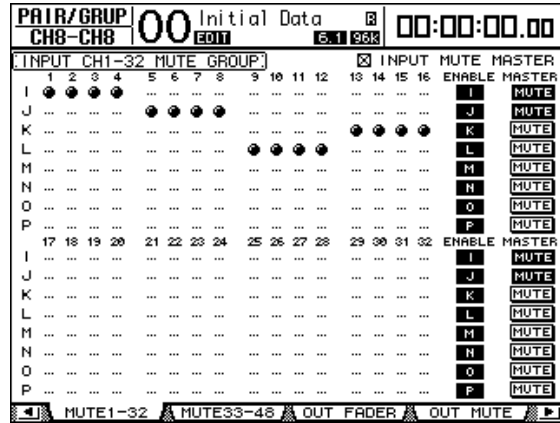 PAIR/GRUP
CH8-CH8
00 Initial Data R
EDIT 6.1 96K
00:00:00.00
INPUT CH1-32 MUTE GROUP
INPUT MUTE MASTER
1 2 3 4 5 6 7 8 9 10 11 12 13 14 15 16 ENABLE MASTER
I I MUTE
J J MUTE
K K MUTE
L L MUTE
M M MUTE
N N MUTE
O O MUTE
P P MUTE
17 18 19 20 21 22 23 24 25 26 27 28 29 30 31 32 ENABLE MASTER
I I MUTE
J J MUTE
K K MUTE
L L MUTE
M M MUTE
N N MUTE
O O MUTE
P P MUTE
MUTE1-32 MUTE33-48 OUT FADER OUT MUTE